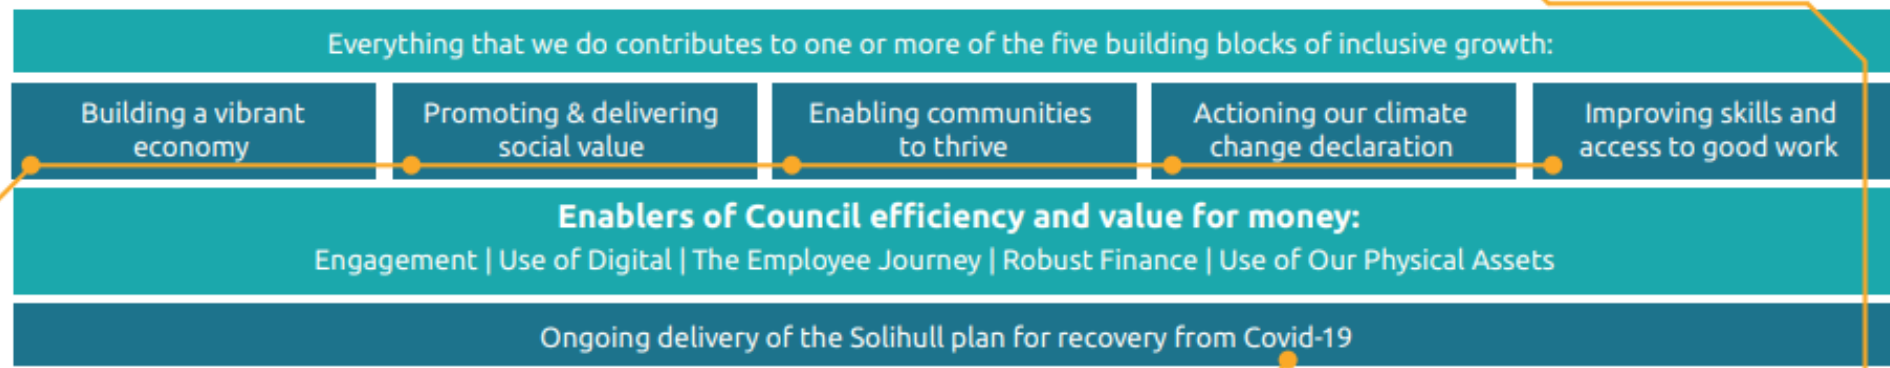 Everything that we do contributes to one or more of the five building blocks of inclusive growth:
Building a vibrant
economy
Promoting & delivering
social value
Enabling communities
to thrive
Actioning our climate
change declaration
Improving skills and
access to good work
Enablers of Council efficiency and value for money:
Engagement | Use of Digital | The Employee Journey | Robust Finance | Use of Our Physical Assets
Ongoing delivery of the Solihull plan for recovery from Covid-19